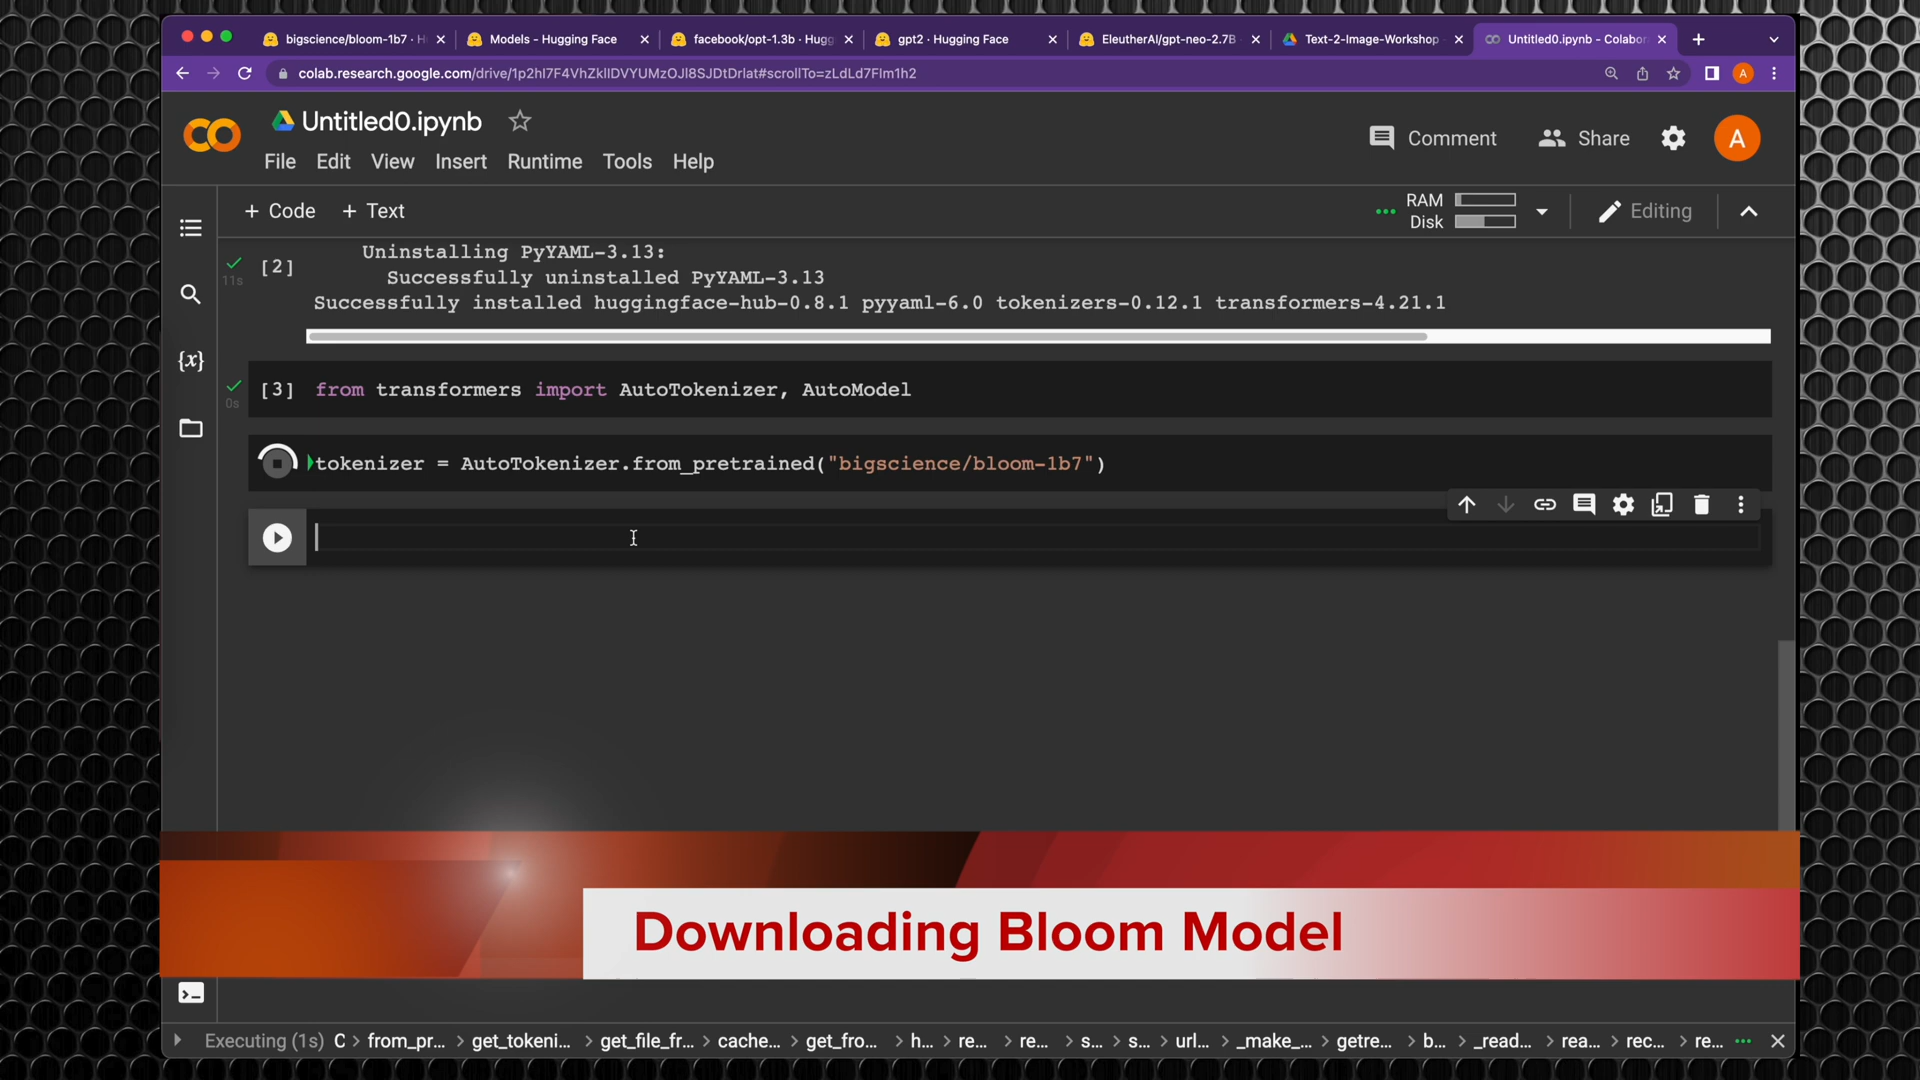 bigscience/bloom-1b7 · H
Models - Hugging Face
facebook/opt-1.3b · Hugg
gpt2 · Hugging Face
EleutherAI/gpt-neo-2.7B
Text-2-Image-Workshop
Untitled0.ipynb - Colabor
colab.research.google.com/drive/1p2hI7F4VhZkIIDVYUMzOJI8SJDtDrlat#scrollTo=zLdLd7FIm1h2
A
CO
Untitled0.ipynb
Comment
Share
A
File Edit View Insert Runtime Tools Help
+ Code + Text
RAM
Disk
Editing
Uninstalling PyYAML-3.13:
[2]
11s
Successfully uninstalled PyYAML-3.13
Successfully installed huggingface-hub-0.8.1 pyyaml-6.0 tokenizers-0.12.1 transformers-4.21.1
{x}
[3] from transformers import AutoTokenizer, AutoModel
0s
tokenizer = AutoTokenizer.from_pretrained("bigscience/bloom-1b7")
Downloading Bloom Model
Executing (1s) C > from_pr... > get_tokeni... > get_file_fr... > cache... > get_fro... > h... > re... > re... > s... > s... > url... > _make_... > getre... > b... > _read... > rea... > rec... > re...